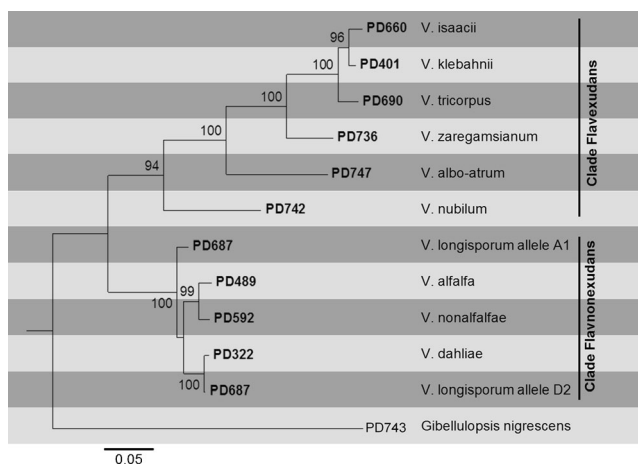 96 PD660 V. isaacii
100 PD401 V. klebahnii
100 PD690 V. tricorpus
100 PD736 V. zaregamsianum
94 PD747 V. albo-atrum
PD742 V. nubilum
Clade Flavexudans
PD687 V. longisporum allele A1
100 99 PD489 V. alfalfa
PD592 V. nonalfalfae
PD322 V. dahliae
100 PD687 V. longisporum allele D2
Clade Flavnonexudans
PD743 Gibellulopsis nigrescens
0.05